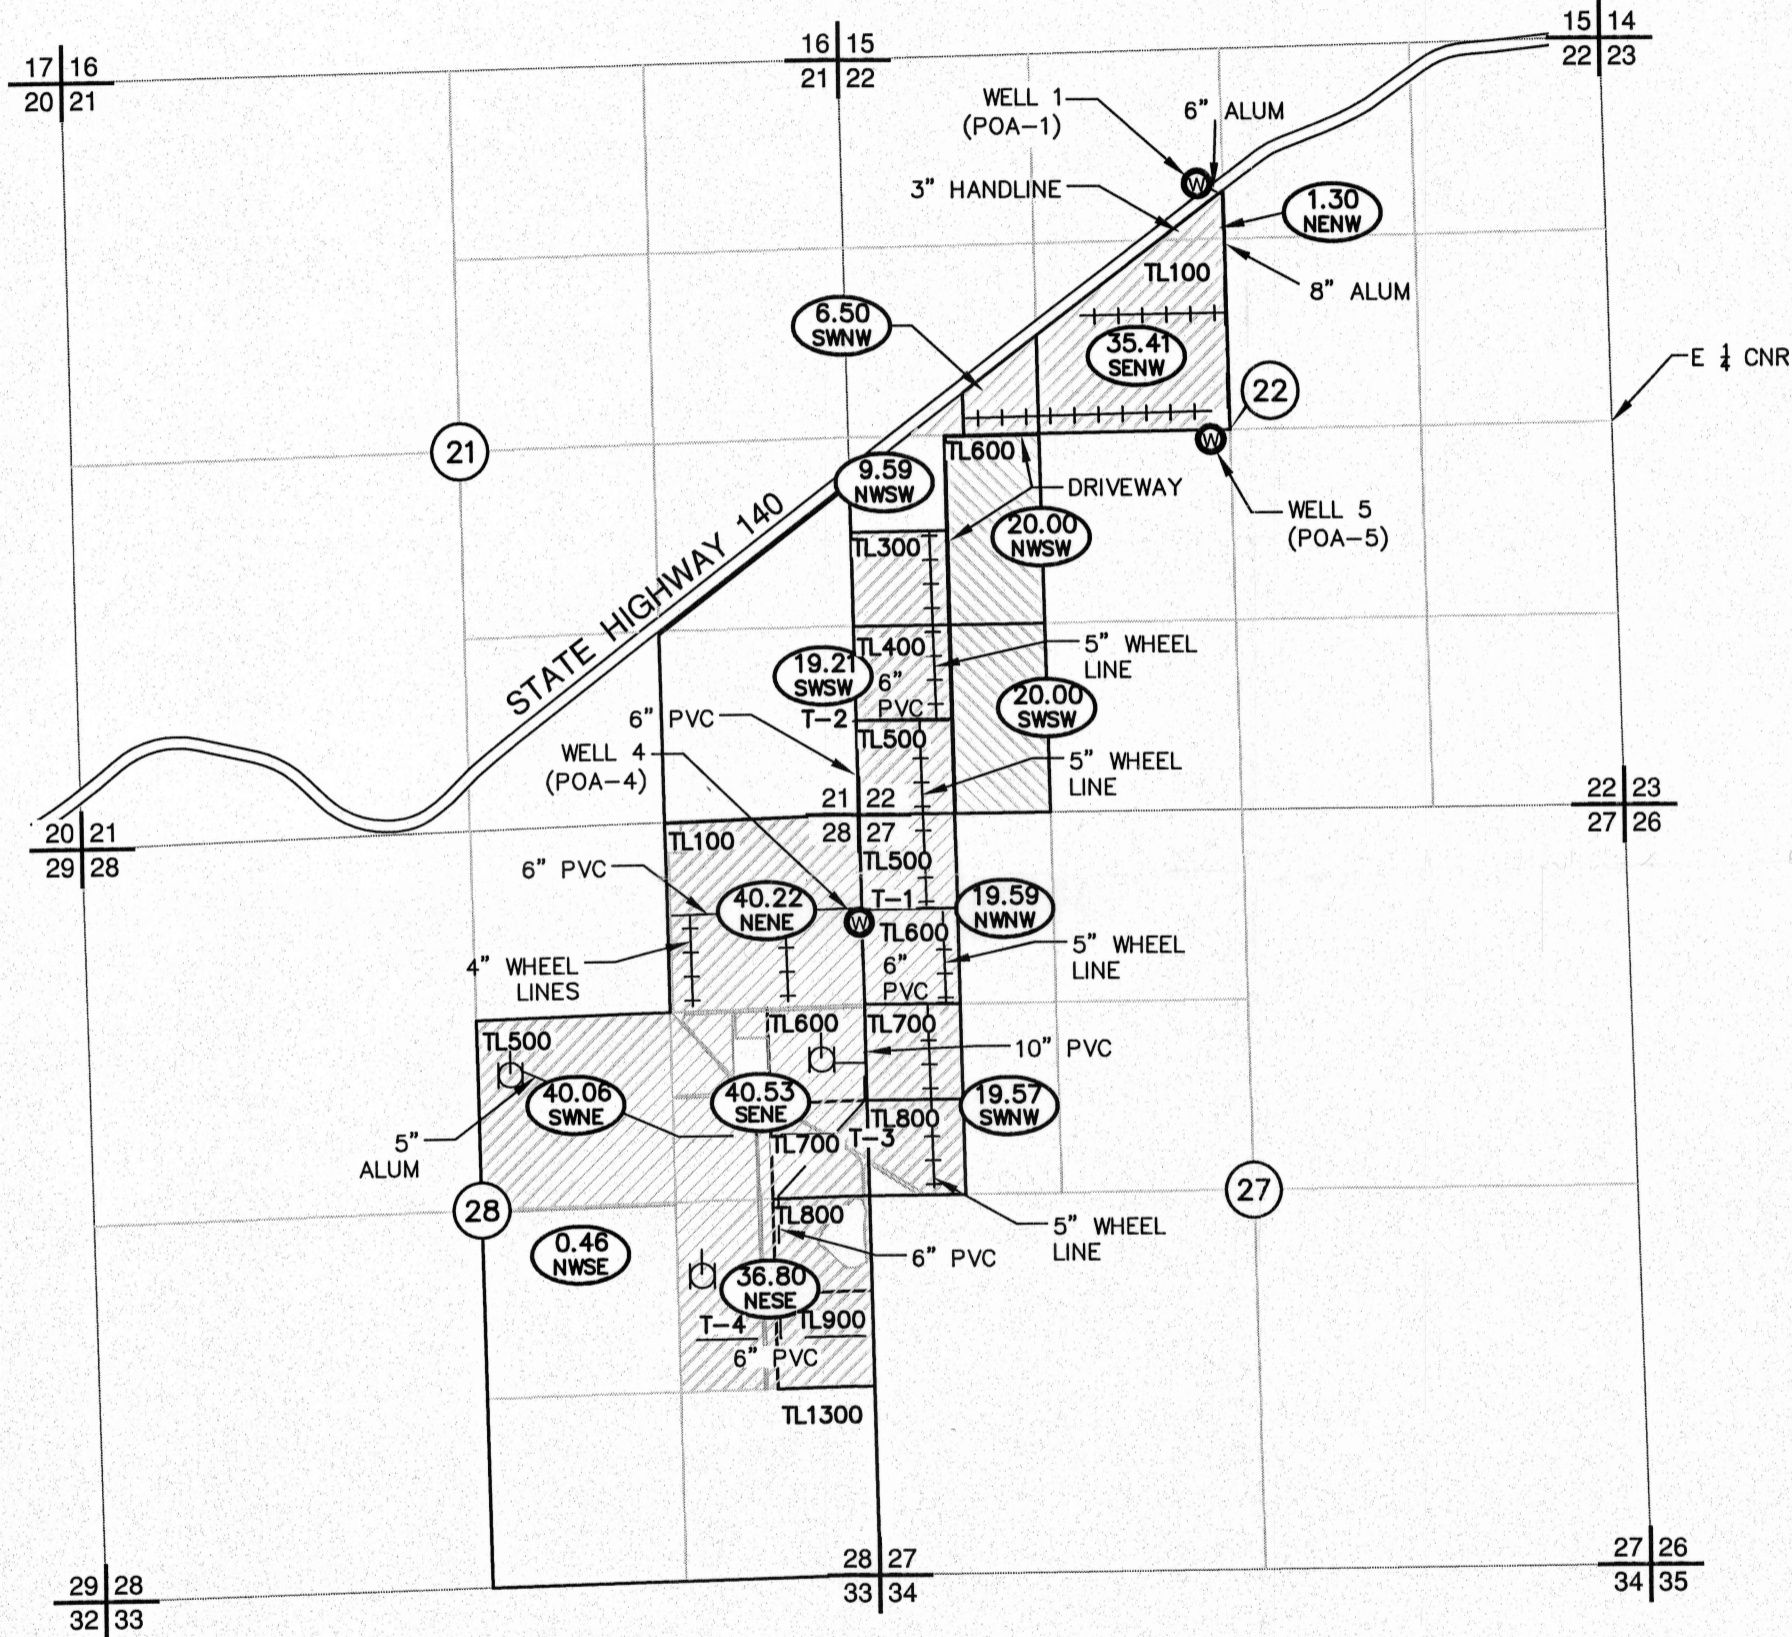 15 14
22 23
16 15
21 22
17 16
20 21
WELL 1
(POA-1)
6" ALUM
3" HANDLINE
1.30
NENW
TL100
8" ALUM
6.50
SWNW
35.41
SENW
E 1/4 CNR
22
21
TL600
9.59
NWSW
DRIVEWAY
WELL 5
(POA-5)
STATE HIGHWAY 140
20.00
NWSW
TL300
TL400
5" WHEEL
LINE
19.21
SWSW
6"
PVC
20.00
SWSW
6" PVC
T-2
TL500
WELL 4
(POA-4)
5" WHEEL
LINE
21 22
28 27
22 23
27 26
20 21
29 28
TL100
6" PVC
TL500
T-1
40.22
NENE
19.59
NWNW
TL600
4" WHEEL
LINES
6"
PVC
5" WHEEL
LINE
TL500
TL600
TL700
10" PVC
40.06
SWNE
40.53
SENE
19.57
SWNW
TL800
T-3
TL700
5"
ALUM
28
27
TL800
5" WHEEL
LINE
0.46
NWSE
6" PVC
36.80
NESE
T-4
TL900
6" PVC
TL1300
28 27
33 34
27 26
34 35
29 28
32 33